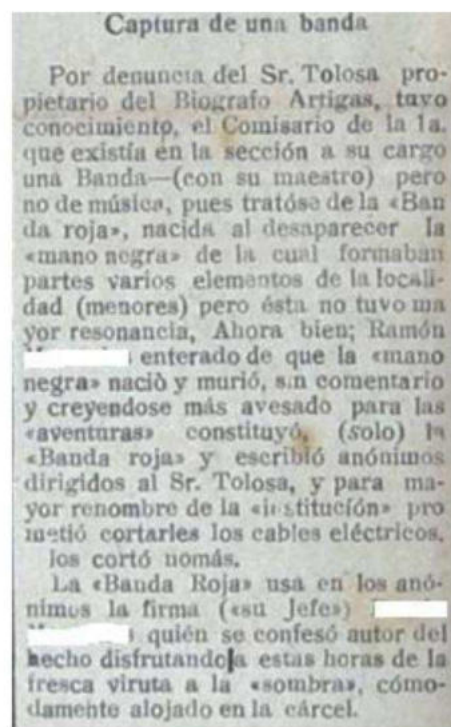 Captura de una banda
Por denuncia del Sr. Tolosa pro-
pietario del Biografo Artigas, tuvo
conocimiento, el Comisario de la 1a.
que existía en la sección a su cargo
una Banda—(con su maestro) pero
no de música, pues tratóse de la «Ban
da roja», nacida al desaparecer la
«mano negra» de la cual formaban
partes varios elementos de la locali-
dad (menores) pero ésta no tuvo ma
yor resonancia, Ahora bien; Ramón
enterado de que la «mano
negra» naciò y murió, sin comentario
y creyendose más avesado para las
«aventuras» constituyó, (solo) la
«Banda roja» y escribió anónimos
dirigidos al Sr. Tolosa, y para ma-
yor renombre de la «institución» pro
metió cortarles los cables eléctricos.
los cortó nomás.
La «Banda Roja» usa en los anó-
nimos la firma («su Jefe»)
quién se confesó autor del
hecho disfrutando a estas horas de la
fresca viruta a la «sombra», cómo-
damente alojado en la cárcel.